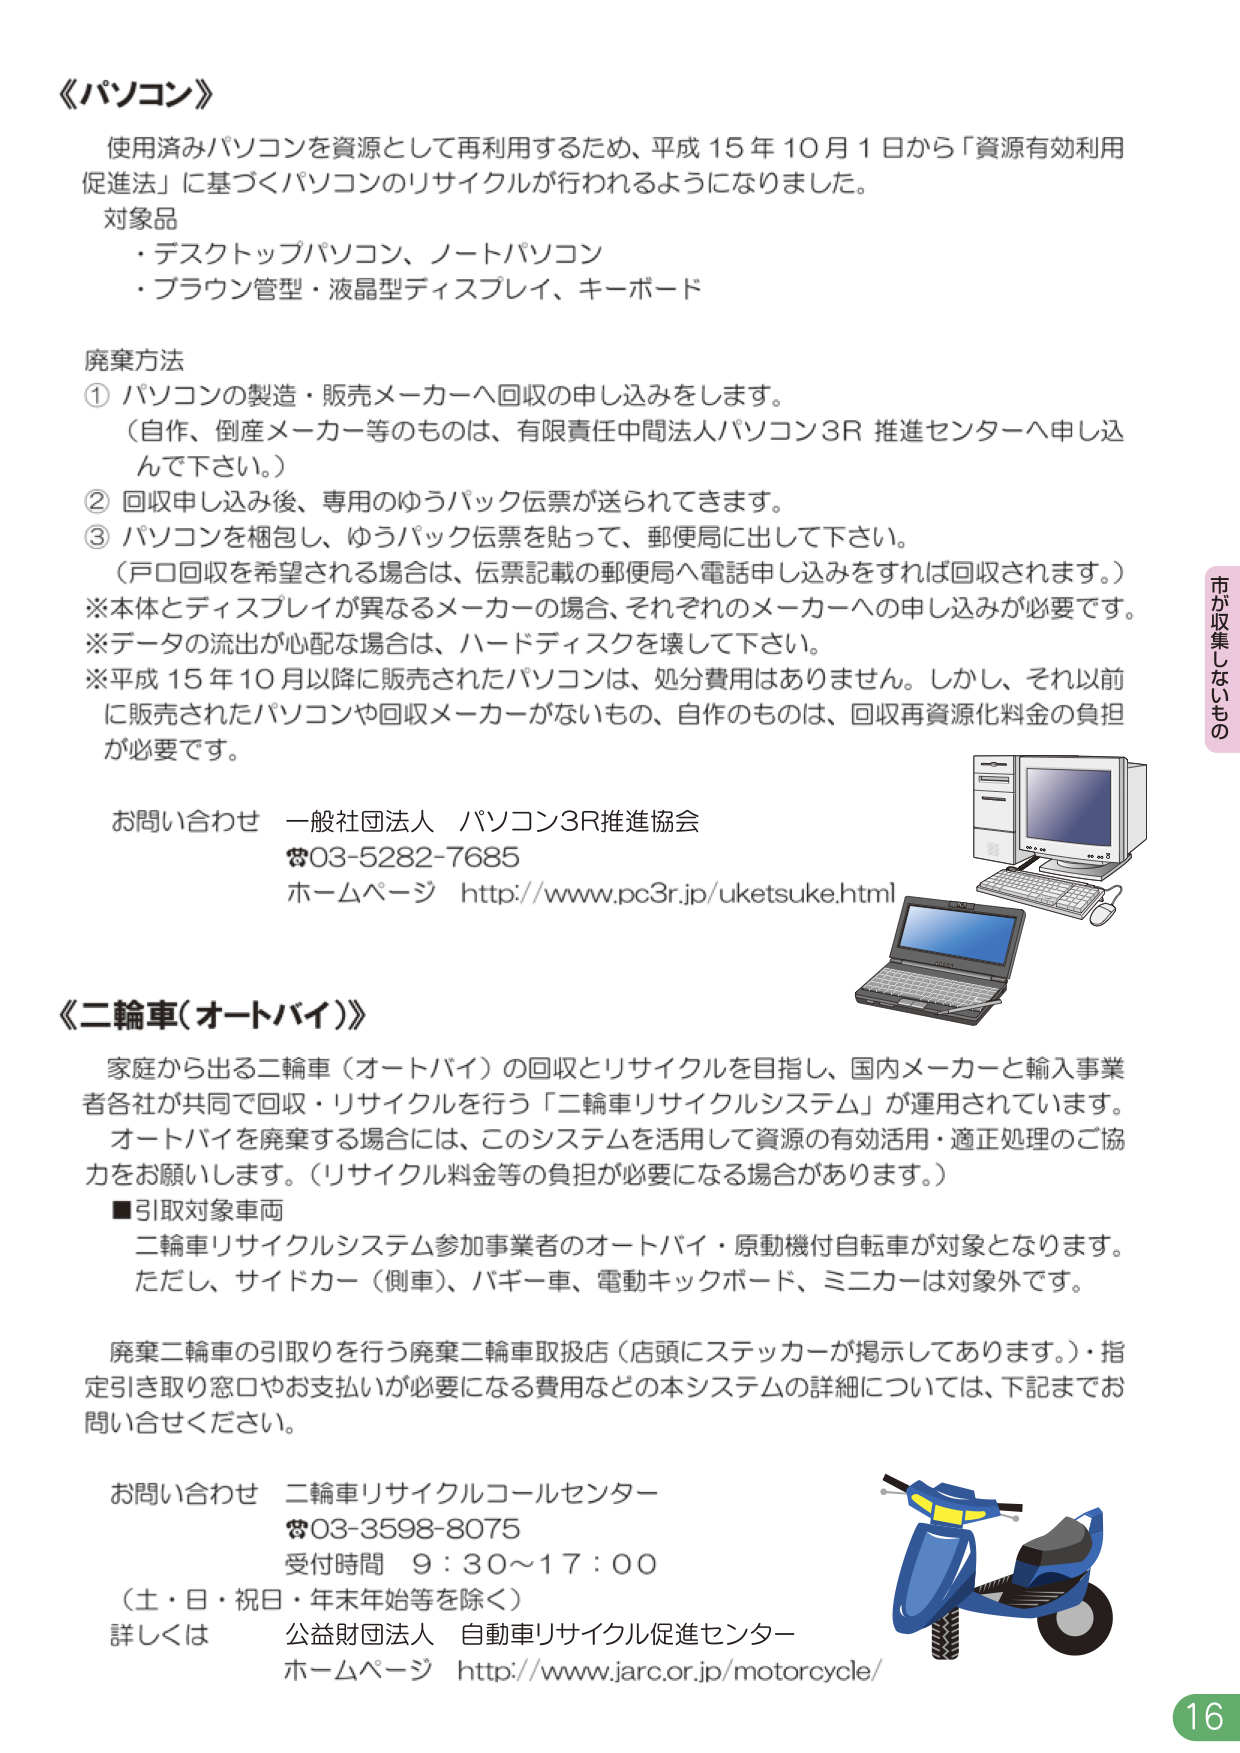 《パソコン》
使用済みパソコンを資源として再利用するため、平成 15 年 10 月 1 日から「資源有効利用
促進法」に基づくパソコンのリサイクルが行われるようになりました。
対象品
・デスクトップパソコン、ノートパソコン
・ブラウン管型・液晶型ディスプレイ、キーボード
廃棄方法
① パソコンの製造・販売メーカーへ回収の申し込みをします。
（自作、倒産メーカー等のものは、有限責任中間法人パソコン3R 推進センターへ申し込
んで下さい。）
② 回収申し込み後、専用のゆうパック伝票が送られてきます。
③ パソコンを梱包し、ゆうパック伝票を貼って、郵便局に出して下さい。
（戸口回収を希望される場合は、伝票記載の郵便局へ電話申し込みをすれば回収されます。）
※本体とディスプレイが異なるメーカーの場合、それぞれのメーカーへの申し込みが必要です。
※データの流出が心配な場合は、ハードディスクを壊して下さい。
※平成 15 年 10 月以降に販売されたパソコンは、処分費用はありません。しかし、それ以前
に販売されたパソコンや回収メーカーがないもの、自作のものは、回収再資源化料金の負担
が必要です。
お問い合わせ　一般社団法人　パソコン3R推進協会
☎03-5282-7685
ホームページ　http://www.pc3r.jp/uketsuke.html
《二輪車（オートバイ）》
家庭から出る二輪車（オートバイ）の回収とリサイクルを目指し、国内メーカーと輸入事業
者各社が共同で回収・リサイクルを行う「二輪車リサイクルシステム」が運用されています。
オートバイを廃棄する場合には、このシステムを活用して資源の有効活用・適正処理のご協
力をお願いします。（リサイクル料金等の負担が必要になる場合があります。）
■引取対象車両
二輪車リサイクルシステム参加事業者のオートバイ・原動機付自転車が対象となります。
ただし、サイドカー（側車）、バギー車、電動キックボード、ミニカーは対象外です。
廃棄二輪車の引取りを行う廃棄二輪車取扱店（店頭にステッカーが掲示してあります。）・指
定引き取り窓口やお支払いが必要になる費用などの本システムの詳細については、下記までお
問い合せください。
お問い合わせ　二輪車リサイクルコールセンター
☎03-3598-8075
受付時間　９：３０～１７：００
（土・日・祝日・年末年始等を除く）
詳しくは　公益財団法人　自動車リサイクル促進センター
ホームページ　http://www.jarc.or.jp/motorcycle/
市が収集しないもの
16